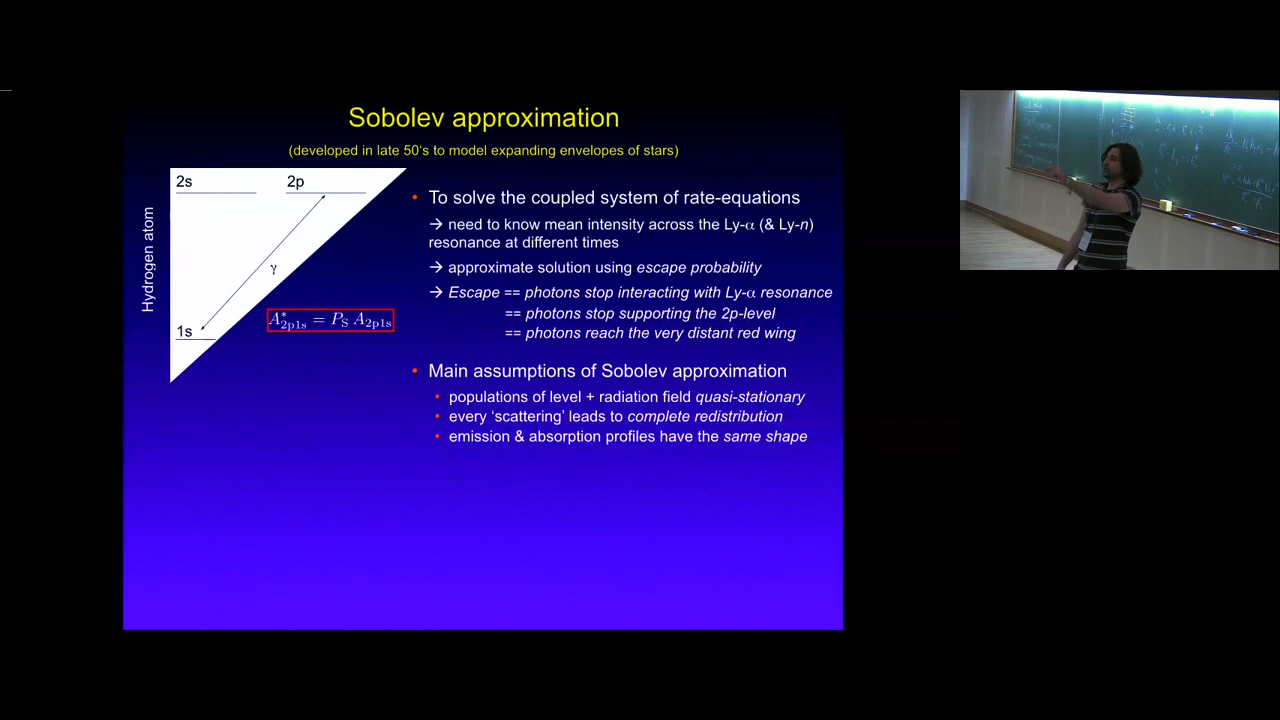 Sobolev approximation
(developed in late 50's to model expanding envelopes of stars)
2s
2p
Hydrogen atom
γ
1s
A*2p1s = PS A2p1s
• To solve the coupled system of rate-equations
→ need to know mean intensity across the Ly-α (& Ly-n)
resonance at different times
→ approximate solution using escape probability
→ Escape == photons stop interacting with Ly-α resonance
== photons stop supporting the 2p-level
== photons reach the very distant red wing
• Main assumptions of Sobolev approximation
• populations of level + radiation field quasi-stationary
• every ‘scattering’ leads to complete redistribution
• emission & absorption profiles have the same shape